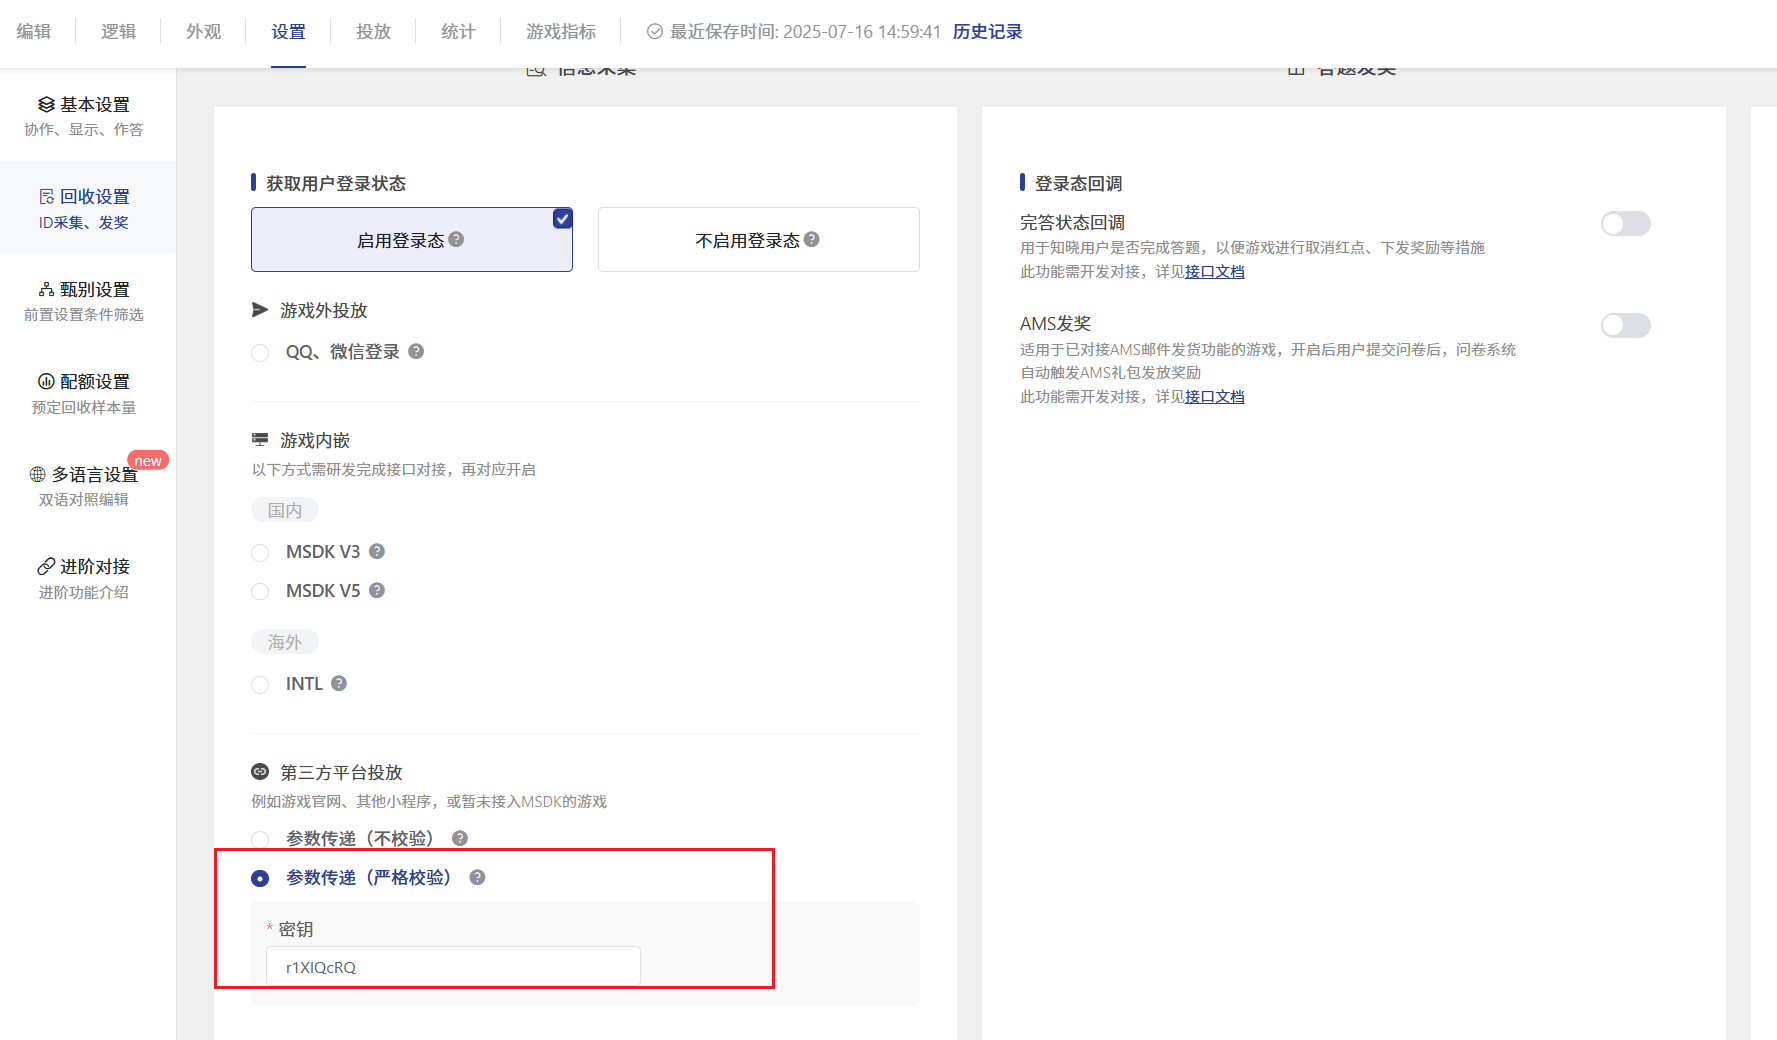 编辑
逻辑
外观
设置
投放
统计
游戏指标
最近保存时间: 2025-07-16 14:59:41 历史记录
基本设置
协作、显示、作答
回收设置
ID采集、发奖
甄别设置
前置设置条件筛选
配额设置
预定回收样本量
new
多语言设置
双语对照编辑
进阶对接
进阶功能介绍
信息采集
获取用户登录状态
启用登录态
不启用登录态
游戏外投放
QQ、微信登录
游戏内嵌
以下方式需研发完成接口对接，再对应开启
国内
MSDK V3
MSDK V5
海外
INTL
第三方平台投放
例如游戏官网、其他小程序，或暂未接入MSDK的游戏
参数传递（不校验）
参数传递（严格校验）
* 密钥
r1XlQcRQ
答题发奖
登录态回调
完答状态回调
用于知晓用户是否完成答题，以便游戏进行取消红点、下发奖励等措施
此功能需开发对接，详见接口文档
AMS发奖
适用于已对接AMS邮件发货功能的游戏，开启后用户提交问卷后，问卷系统
自动触发AMS礼包发放奖励
此功能需开发对接，详见接口文档